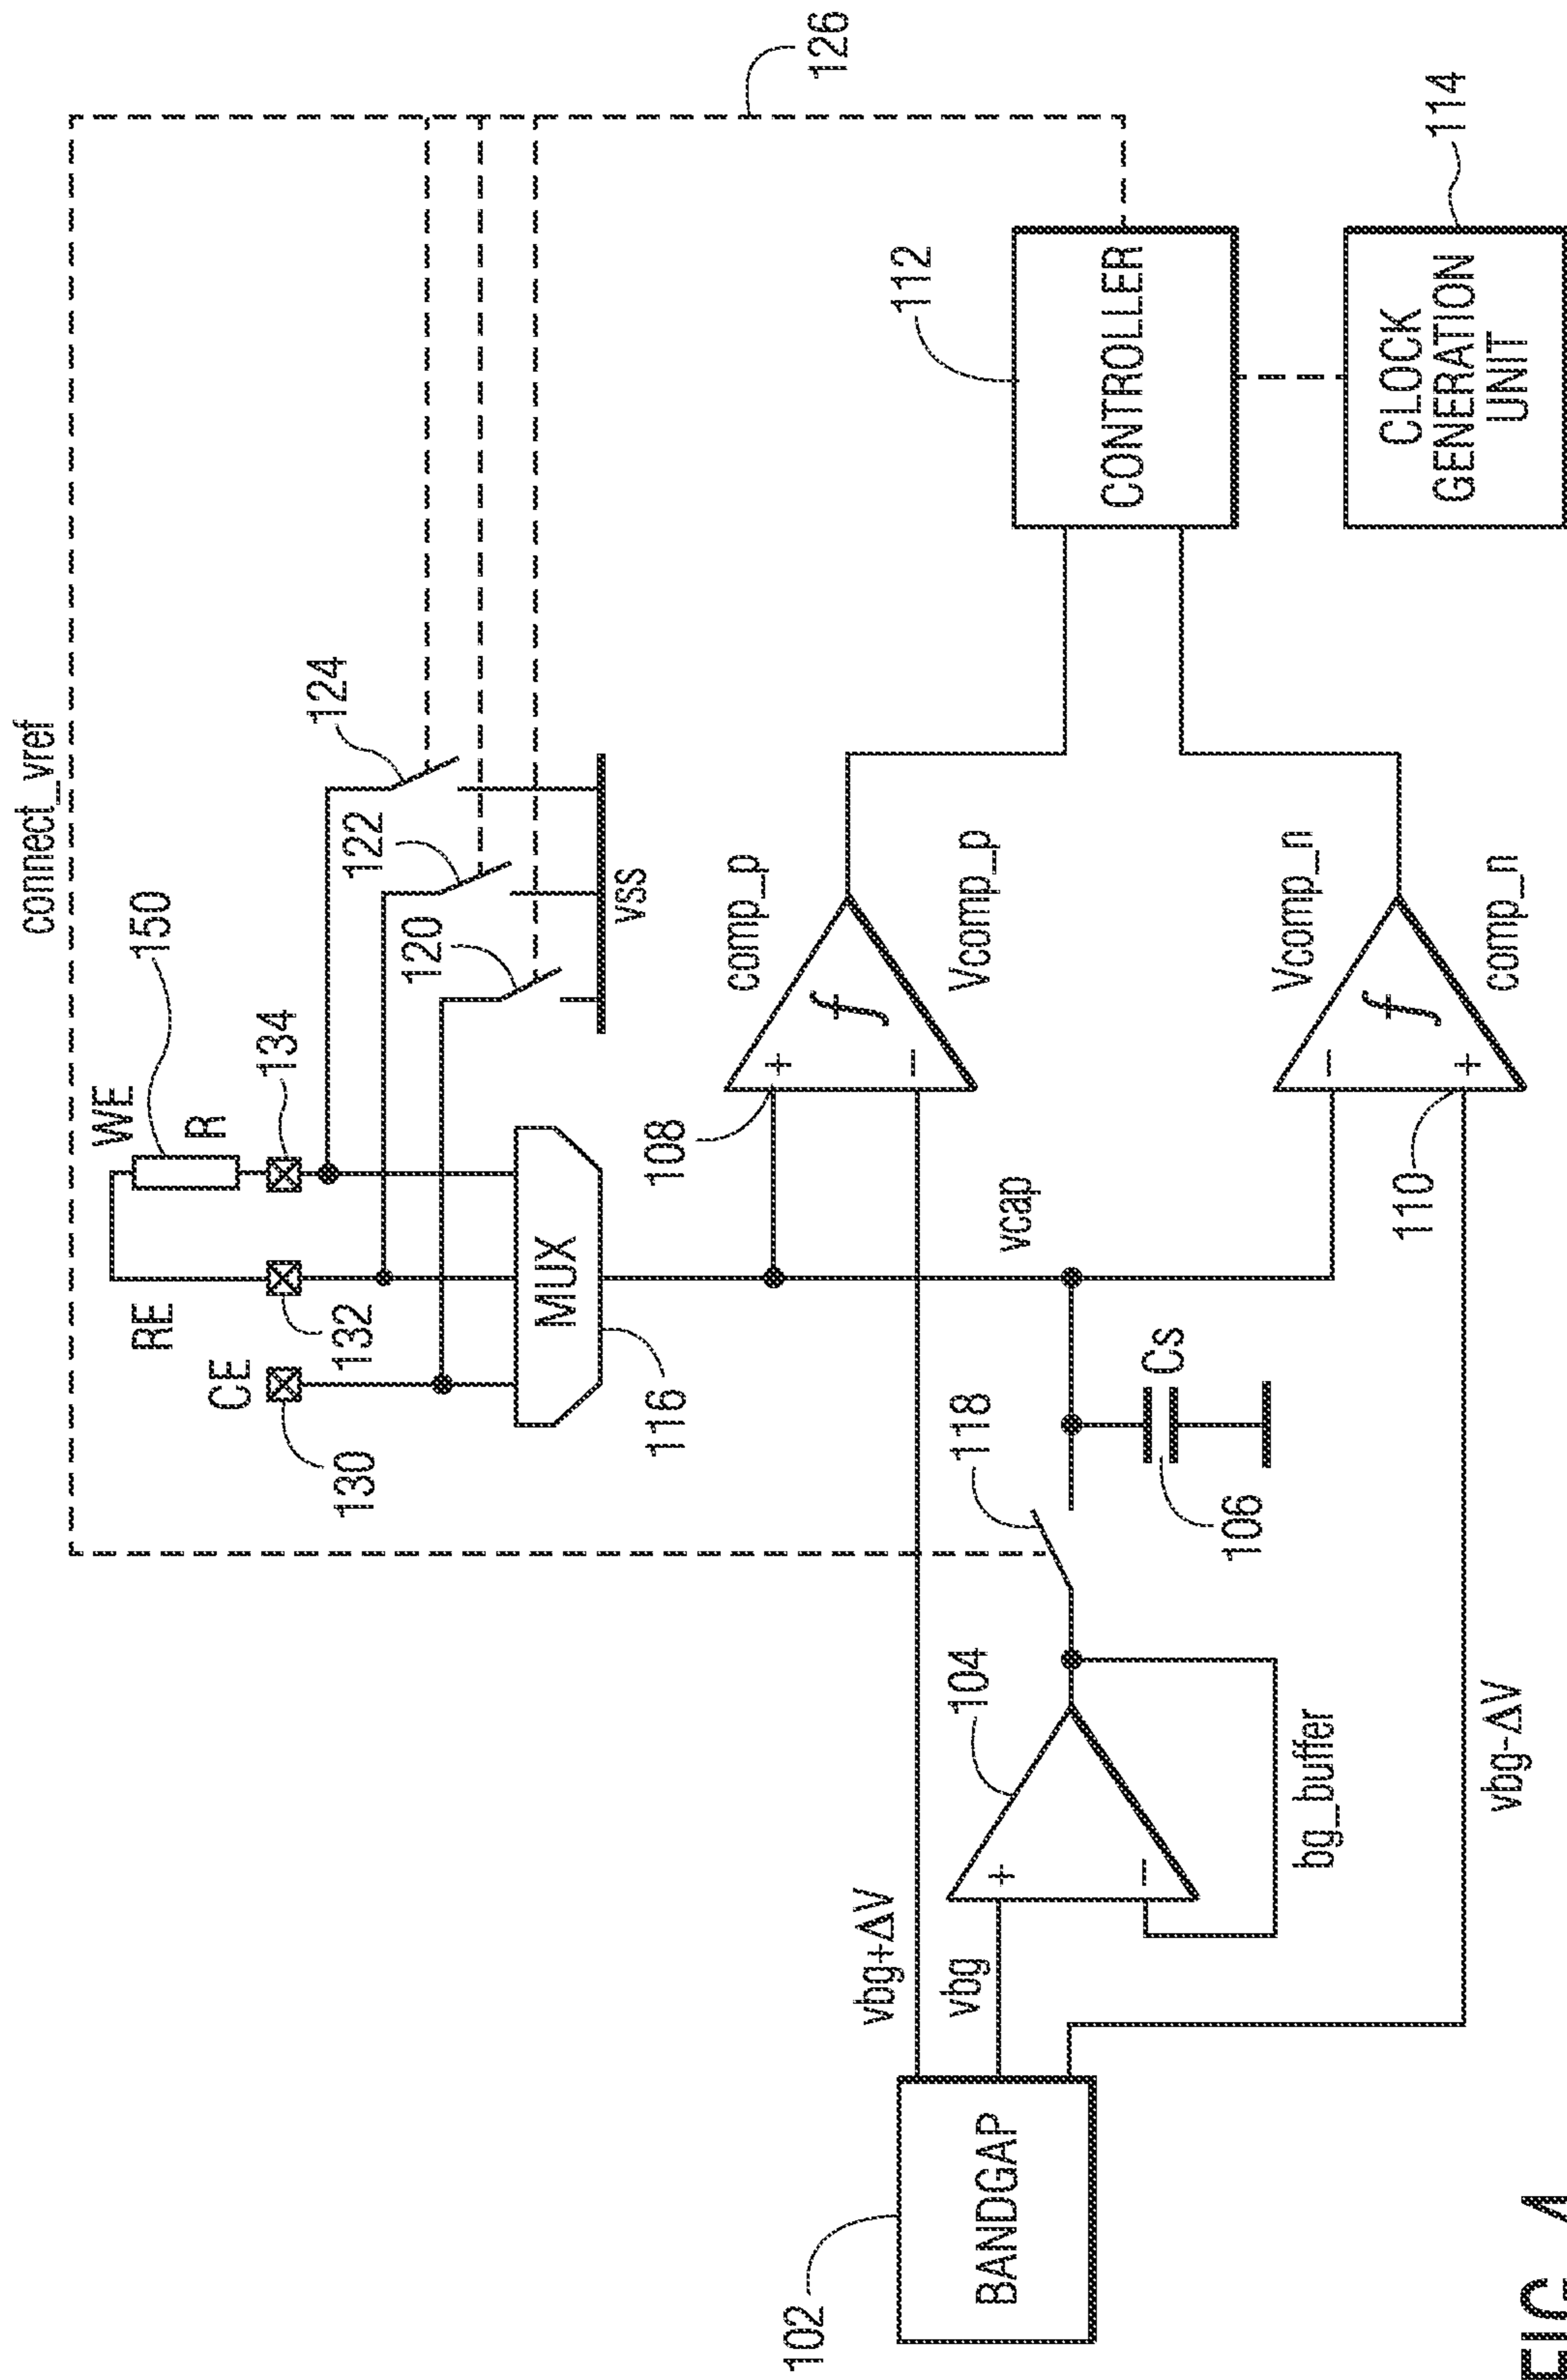 connect_vref
126
WE
150
R
134
124
RE
132
122
CE
130
120
vss
MUX
116
112
CONTROLLER
108
+
−
f
comp_p
Vcomp_p
vcap
118
Cs
106
114
CLOCK
GENERATION
UNIT
110
−
+
f
Vcomp_n
comp_n
102
BANDGAP
vbg+ΔV
vbg
104
+
−
bg_buffer
vbg-ΔV
FIG.